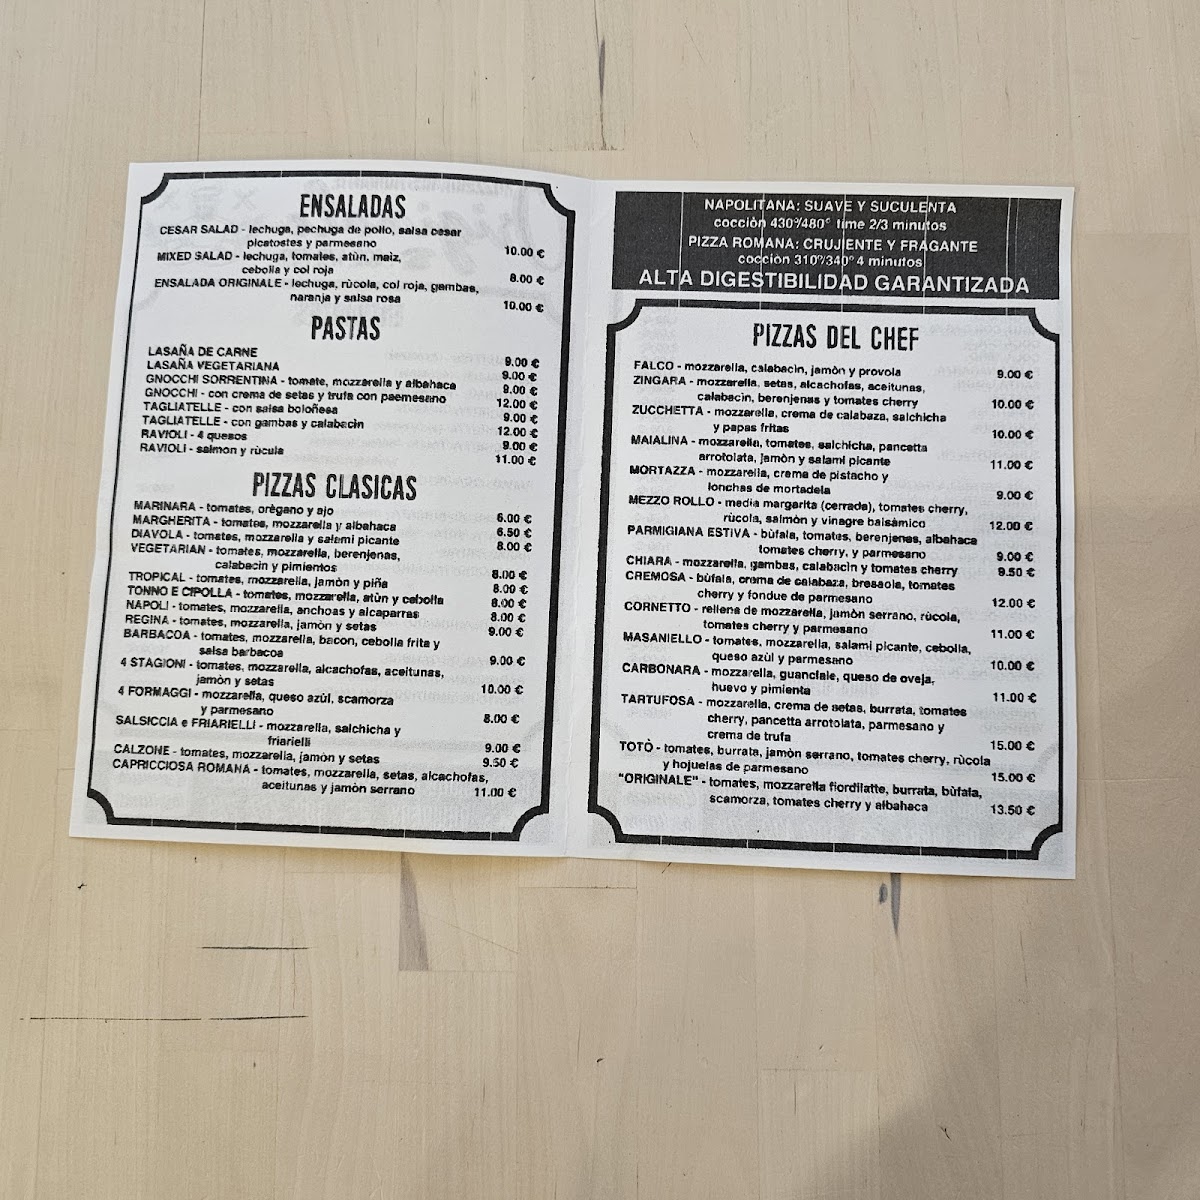 ENSALADAS
CESAR SALAD - lechuga, pechuga de pollo, salsa cesar
picatostes y parmesano 10.00 €
MIXED SALAD - lechuga, tomates, atùn, maiz,
cebolla y col roja 8.00 €
ENSALADA ORIGINALE - lechuga, rùcola, col roja, gambas,
naranja y salsa rosa 10.00 €
PASTAS
LASAÑA DE CARNE 9.00 €
LASAÑA VEGETARIANA 9.00 €
GNOCCHI SORRENTINA - tomate, mozzarella y albahaca 9.00 €
GNOCCHI - con crema de setas y trufa con paemesano 12.00 €
TAGLIATELLE - con salsa boloñesa 9.00 €
TAGLIATELLE - con gambas y calabacìn 12.00 €
RAVIOLI - 4 quesos 9.00 €
RAVIOLI - salmon y rùcula 11.00 €
PIZZAS CLASICAS
MARINARA - tomates, orègano y ajo 6.00 €
MARGHERITA - tomates, mozzarella y albahaca 6.50 €
DIAVOLA - tomates, mozzarella y salami picante 8.00 €
VEGETARIAN - tomates, mozzarella, berenjenas,
calabacin y pimientos 8.00 €
TROPICAL - tomates, mozzarella, jamòn y piña 8.00 €
TONNO E CIPOLLA - tomates, mozzarella, atùn y cebolla 8.00 €
NAPOLI - tomates, mozzarella, anchoas y alcaparras 8.00 €
REGINA - tomates, mozzarella, jamòn y setas 9.00 €
BARBACOA - tomates, mozzarella, bacon, cebolla frita y
salsa barbacoa 9.00 €
4 STAGIONI - tomates, mozzarella, alcachofas, aceitunas,
jamòn y setas 10.00 €
4 FORMAGGI - mozzarella, queso azùl, scamorza
y parmesano 8.00 €
SALSICCIA e FRIARIELLI - mozzarella, salchicha y
friarielli 9.00 €
CALZONE - tomates, mozzarella, jamòn y setas 9.50 €
CAPRICCIOSA ROMANA - tomates, mozzarella, setas, alcachofas,
aceitunas y jamòn serrano 11.00 €
NAPOLITANA: SUAVE Y SUCULENTA
cocciòn 430º/480º time 2/3 minutos
PIZZA ROMANA: CRUJIENTE Y FRAGANTE
cocciòn 310º/340º 4 minutos
ALTA DIGESTIBILIDAD GARANTIZADA
PIZZAS DEL CHEF
FALCO - mozzarella, calabacin, jamòn y provola 9.00 €
ZINGARA - mozzarella, setas, alcachofas, aceitunas,
calabacìn, berenjenas y tomates cherry 10.00 €
ZUCCHETTA - mozzarella, crema de calabaza, salchicha
y papas fritas 10.00 €
MAIALINA - mozzarella, tomates, salchicha, pancetta
arrotolata, jamòn y salami picante 11.00 €
MORTAZZA - mozzarella, crema de pistacho y
lonchas de mortadela 9.00 €
MEZZO ROLLO - media margarita (cerrada), tomates cherry,
rùcola, salmòn y vinagre balsàmico 12.00 €
PARMIGIANA ESTIVA - bùfala, tomates, berenjenas, albahaca
tomates cherry, y parmesano 9.00 €
CHIARA - mozzarella, gambas, calabacìn y tomates cherry 9.50 €
CREMOSA - bùfala, crema de calabaza, bresaola, tomates
cherry y fondue de parmesano 12.00 €
CORNETTO - rellena de mozzarella, jamòn serrano, rùcola,
tomates cherry y parmesano 11.00 €
MASANIELLO - tomates, mozzarella, salami picante, cebolla,
queso azùl y parmesano 10.00 €
CARBONARA - mozzarella, guanciale, queso de oveja,
huevo y pimienta 11.00 €
TARTUFOSA - mozzarella, crema de setas, burrata, tomates
cherry, pancetta arrotolata, parmesano y
crema de trufa 15.00 €
TOTÒ - tomates, burrata, jamòn serrano, tomates cherry, rùcola
y hojuelas de parmesano 15.00 €
"ORIGINALE" - tomates, mozzarella fiordilatte, burrata, bùfala,
scamorza, tomates cherry y albahaca 13.50 €